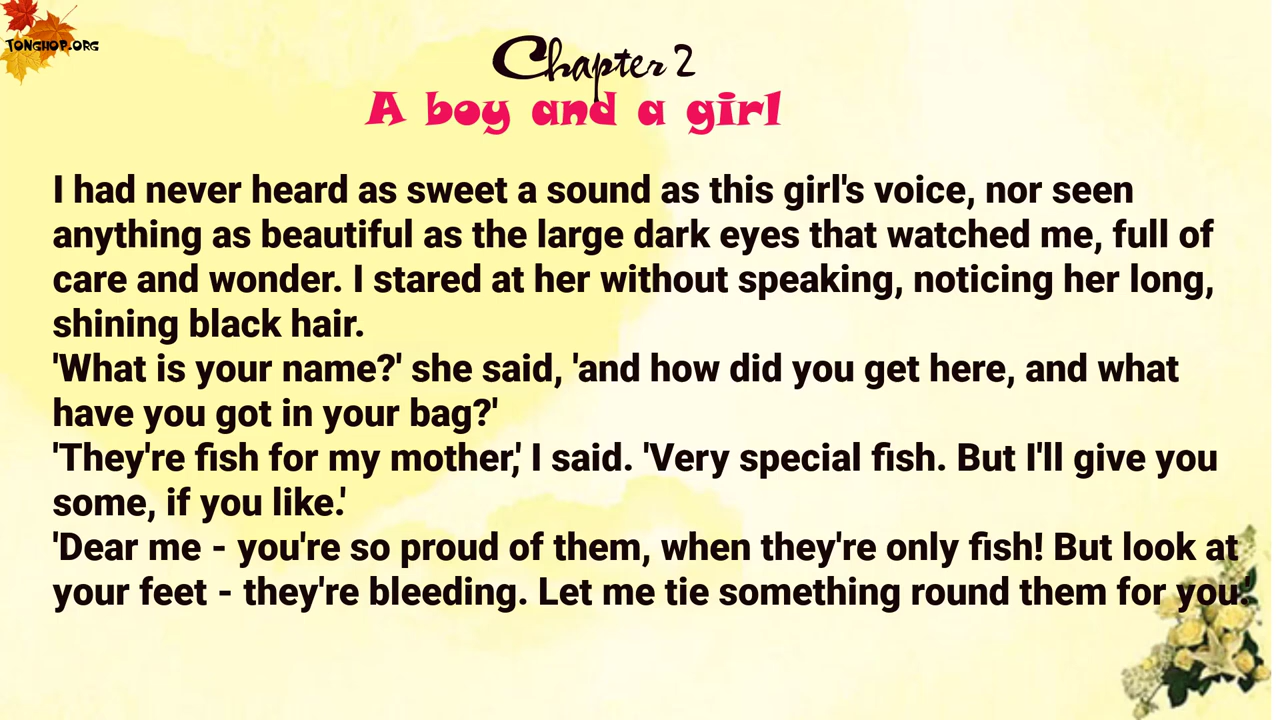 TONGHOP.ORG
Chapter 2
A boy and a girl
I had never heard as sweet a sound as this girl's voice, nor seen
anything as beautiful as the large dark eyes that watched me, full of
care and wonder. I stared at her without speaking, noticing her long,
shining black hair.
'What is your name?' she said, 'and how did you get here, and what
have you got in your bag?'
'They're fish for my mother,' I said. 'Very special fish. But I'll give you
some, if you like.'
'Dear me - you're so proud of them, when they're only fish! But look at
your feet - they're bleeding. Let me tie something round them for you.'